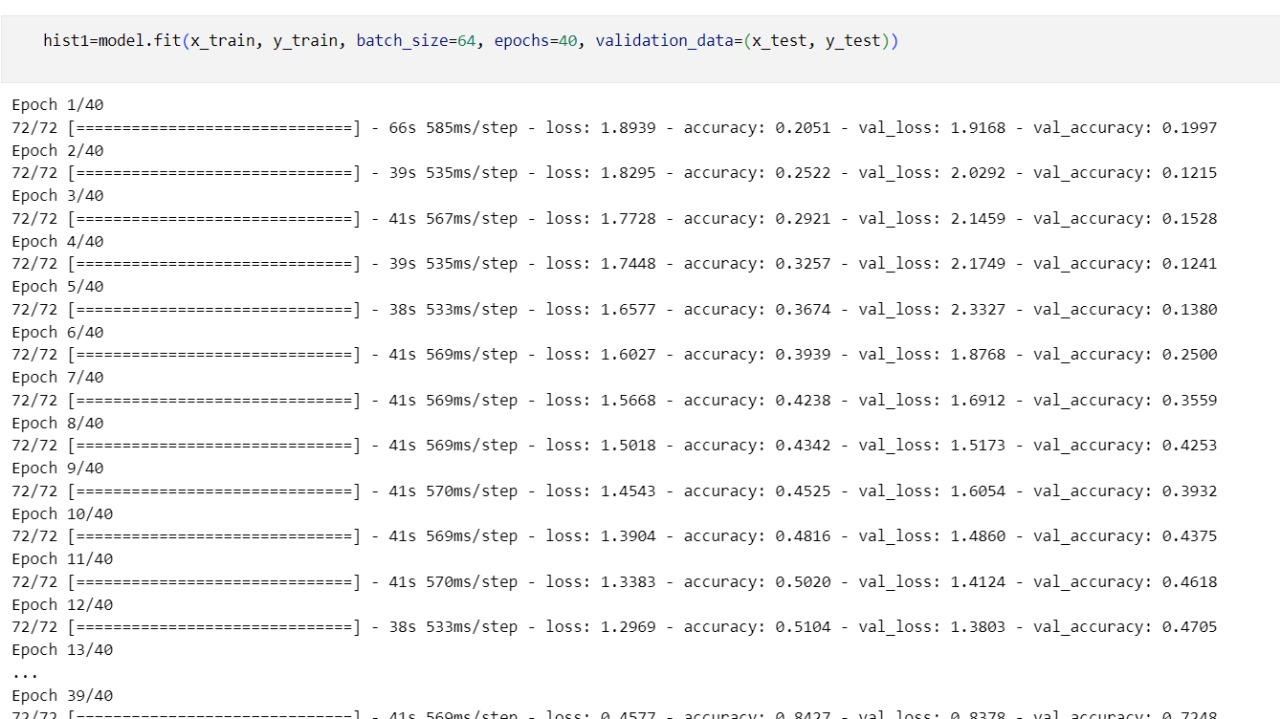 hist1=model.fit(x_train, y_train, batch_size=64, epochs=40, validation_data=(x_test, y_test))
Epoch 1/40
72/72 [==============================] - 66s 585ms/step - loss: 1.8939 - accuracy: 0.2051 - val_loss: 1.9168 - val_accuracy: 0.1997
Epoch 2/40
72/72 [==============================] - 39s 535ms/step - loss: 1.8295 - accuracy: 0.2522 - val_loss: 2.0292 - val_accuracy: 0.1215
Epoch 3/40
72/72 [==============================] - 41s 567ms/step - loss: 1.7728 - accuracy: 0.2921 - val_loss: 2.1459 - val_accuracy: 0.1528
Epoch 4/40
72/72 [==============================] - 39s 535ms/step - loss: 1.7448 - accuracy: 0.3257 - val_loss: 2.1749 - val_accuracy: 0.1241
Epoch 5/40
72/72 [==============================] - 38s 533ms/step - loss: 1.6577 - accuracy: 0.3674 - val_loss: 2.3327 - val_accuracy: 0.1380
Epoch 6/40
72/72 [==============================] - 41s 569ms/step - loss: 1.6027 - accuracy: 0.3939 - val_loss: 1.8768 - val_accuracy: 0.2500
Epoch 7/40
72/72 [==============================] - 41s 569ms/step - loss: 1.5668 - accuracy: 0.4238 - val_loss: 1.6912 - val_accuracy: 0.3559
Epoch 8/40
72/72 [==============================] - 41s 569ms/step - loss: 1.5018 - accuracy: 0.4342 - val_loss: 1.5173 - val_accuracy: 0.4253
Epoch 9/40
72/72 [==============================] - 41s 570ms/step - loss: 1.4543 - accuracy: 0.4525 - val_loss: 1.6054 - val_accuracy: 0.3932
Epoch 10/40
72/72 [==============================] - 41s 569ms/step - loss: 1.3904 - accuracy: 0.4816 - val_loss: 1.4860 - val_accuracy: 0.4375
Epoch 11/40
72/72 [==============================] - 41s 570ms/step - loss: 1.3383 - accuracy: 0.5020 - val_loss: 1.4124 - val_accuracy: 0.4618
Epoch 12/40
72/72 [==============================] - 38s 533ms/step - loss: 1.2969 - accuracy: 0.5104 - val_loss: 1.3803 - val_accuracy: 0.4705
Epoch 13/40
...
Epoch 39/40
72/72 [==============================] - 41s 569ms/step - loss: 0.4577 - accuracy: 0.8427 - val_loss: 0.8378 - val_accuracy: 0.7248